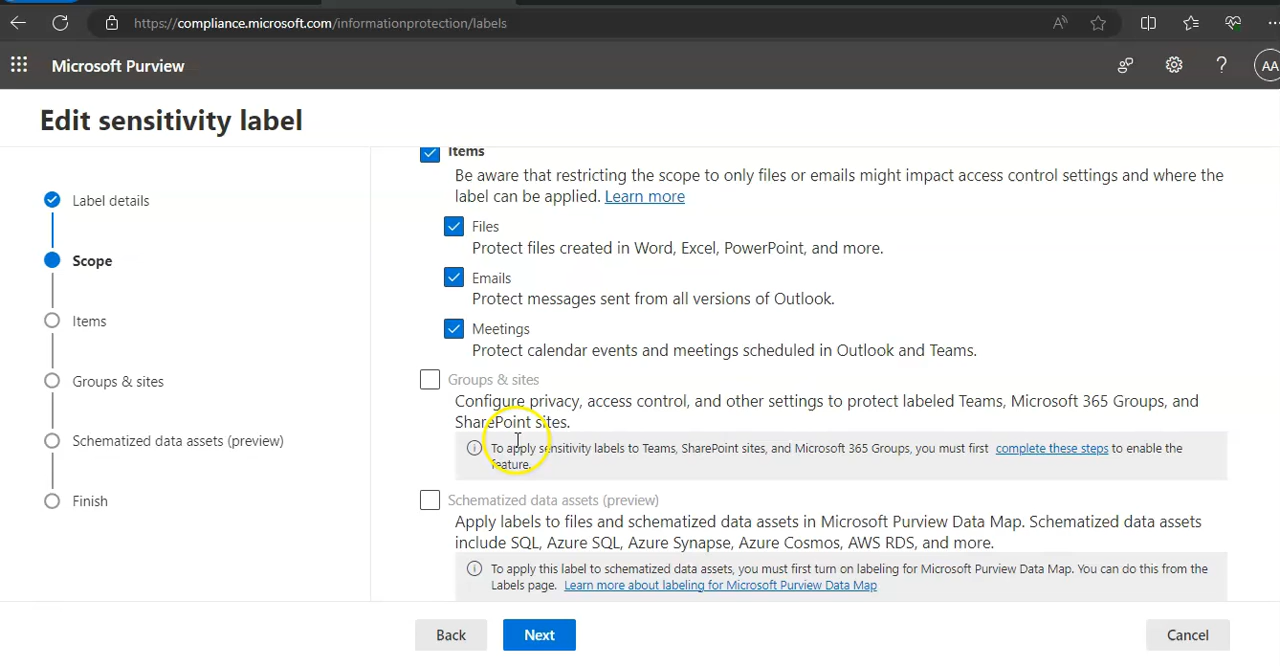 https://compliance.microsoft.com/informationprotection/labels
Microsoft Purview
AA
Edit sensitivity label
Label details
Scope
Items
Groups & sites
Schematized data assets (preview)
Finish
Items
Be aware that restricting the scope to only files or emails might impact access control settings and where the
label can be applied. Learn more
Files
Protect files created in Word, Excel, PowerPoint, and more.
Emails
Protect messages sent from all versions of Outlook.
Meetings
Protect calendar events and meetings scheduled in Outlook and Teams.
Groups & sites
Configure privacy, access control, and other settings to protect labeled Teams, Microsoft 365 Groups, and
SharePoint sites.
To apply sensitivity labels to Teams, SharePoint sites, and Microsoft 365 Groups, you must first complete these steps to enable the
feature.
Schematized data assets (preview)
Apply labels to files and schematized data assets in Microsoft Purview Data Map. Schematized data assets
include SQL, Azure SQL, Azure Synapse, Azure Cosmos, AWS RDS, and more.
To apply this label to schematized data assets, you must first turn on labeling for Microsoft Purview Data Map. You can do this from the
Labels page. Learn more about labeling for Microsoft Purview Data Map
Back
Next
Cancel